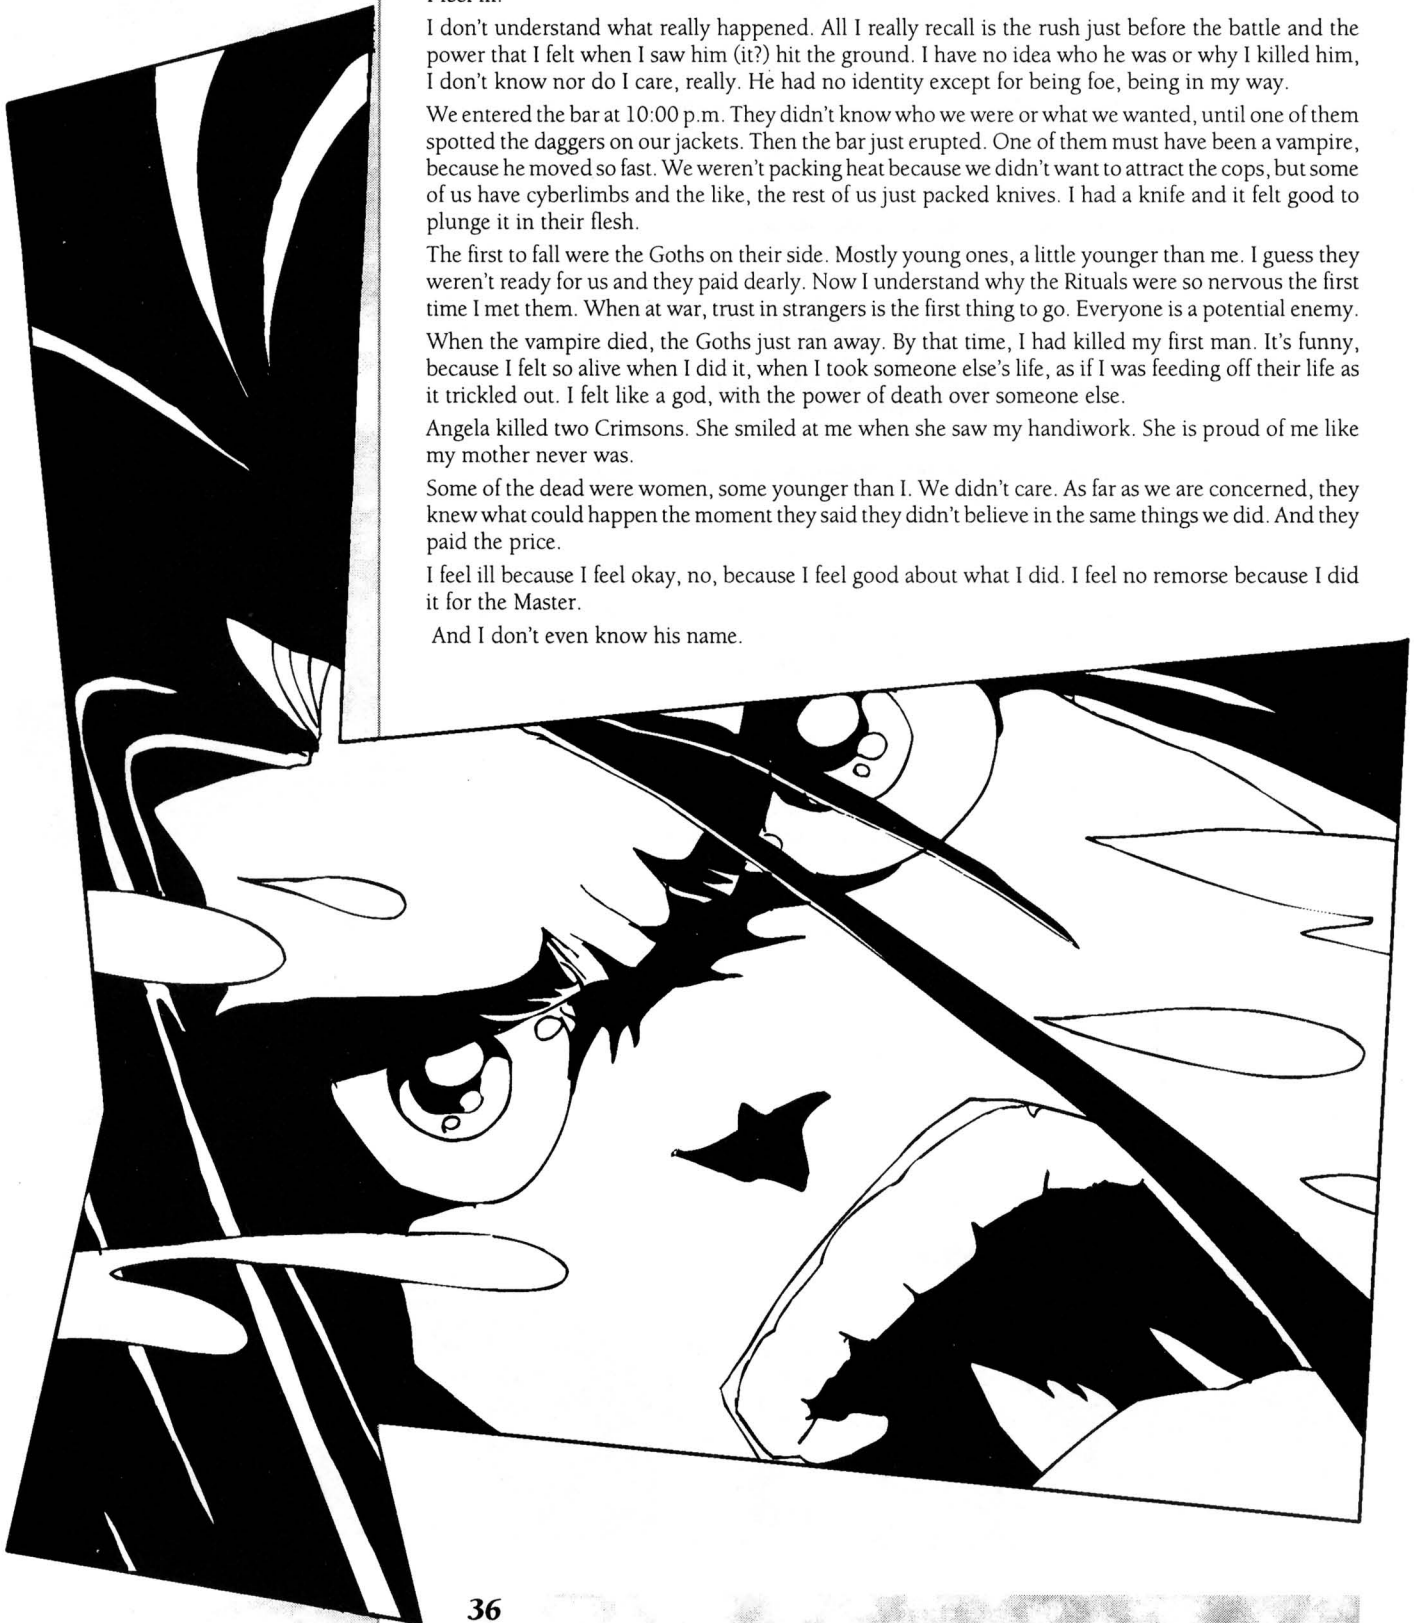 I don't understand what really happened. All I really recall is the rush just before the battle and the
power that I felt when I saw him (it?) hit the ground. I have no idea who he was or why I killed him,
I don't know nor do I care, really. He had no identity except for being foe, being in my way.
We entered the bar at 10:00 p.m. They didn't know who we were or what we wanted, until one of them
spotted the daggers on our jackets. Then the bar just erupted. One of them must have been a vampire,
because he moved so fast. We weren't packing heat because we didn't want to attract the cops, but some
of us have cyberlimbs and the like, the rest of us just packed knives. I had a knife and it felt good to
plunge it in their flesh.
The first to fall were the Goths on their side. Mostly young ones, a little younger than me. I guess they
weren't ready for us and they paid dearly. Now I understand why the Rituals were so nervous the first
time I met them. When at war, trust in strangers is the first thing to go. Everyone is a potential enemy.
When the vampire died, the Goths just ran away. By that time, I had killed my first man. It's funny,
because I felt so alive when I did it, when I took someone else's life, as if I was feeding off their life as
it trickled out. I felt like a god, with the power of death over someone else.
Angela killed two Crimsons. She smiled at me when she saw my handiwork. She is proud of me like
my mother never was.
Some of the dead were women, some younger than I. We didn't care. As far as we are concerned, they
knew what could happen the moment they said they didn't believe in the same things we did. And they
paid the price.
I feel ill because I feel okay, no, because I feel good about what I did. I feel no remorse because I did
it for the Master.
And I don't even know his name.
36